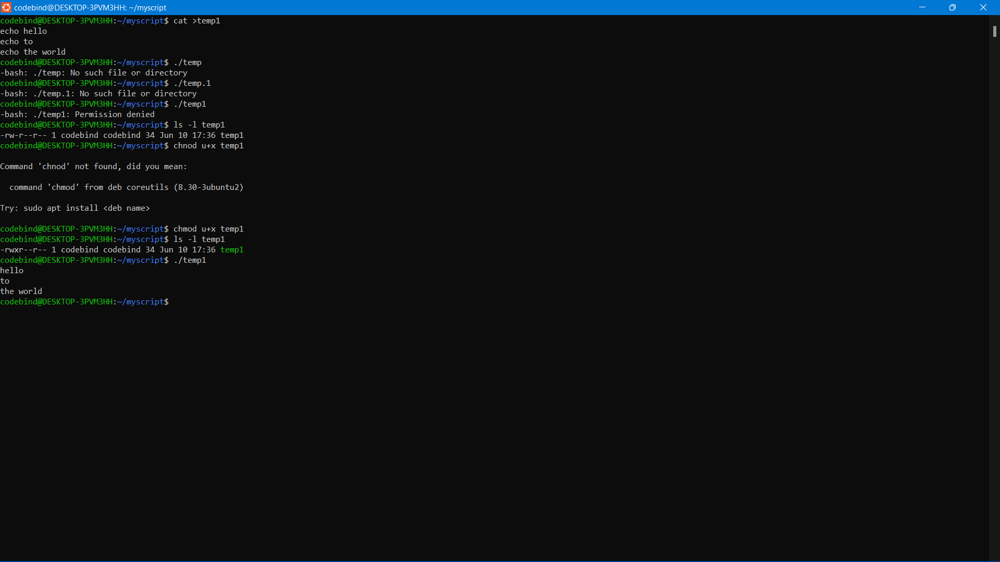 codebind@DESKTOP-3PVM3HH: ~/myscript
codebind@DESKTOP-3PVM3HH:~/myscript$ cat >temp1
echo hello
echo to
echo the world
codebind@DESKTOP-3PVM3HH:~/myscript$ ./temp
-bash: ./temp: No such file or directory
codebind@DESKTOP-3PVM3HH:~/myscript$ ./temp.1
-bash: ./temp.1: No such file or directory
codebind@DESKTOP-3PVM3HH:~/myscript$ ./temp1
-bash: ./temp1: Permission denied
codebind@DESKTOP-3PVM3HH:~/myscript$ ls -l temp1
-rw-r--r-- 1 codebind codebind 34 Jun 10 17:36 temp1
codebind@DESKTOP-3PVM3HH:~/myscript$ chnod u+x temp1
Command 'chnod' not found, did you mean:
command 'chmod' from deb coreutils (8.30-3ubuntu2)
Try: sudo apt install <deb name>
codebind@DESKTOP-3PVM3HH:~/myscript$ chmod u+x temp1
codebind@DESKTOP-3PVM3HH:~/myscript$ ls -l temp1
-rwxr--r-- 1 codebind codebind 34 Jun 10 17:36 temp1
codebind@DESKTOP-3PVM3HH:~/myscript$ ./temp1
hello
to
the world
codebind@DESKTOP-3PVM3HH:~/myscript$